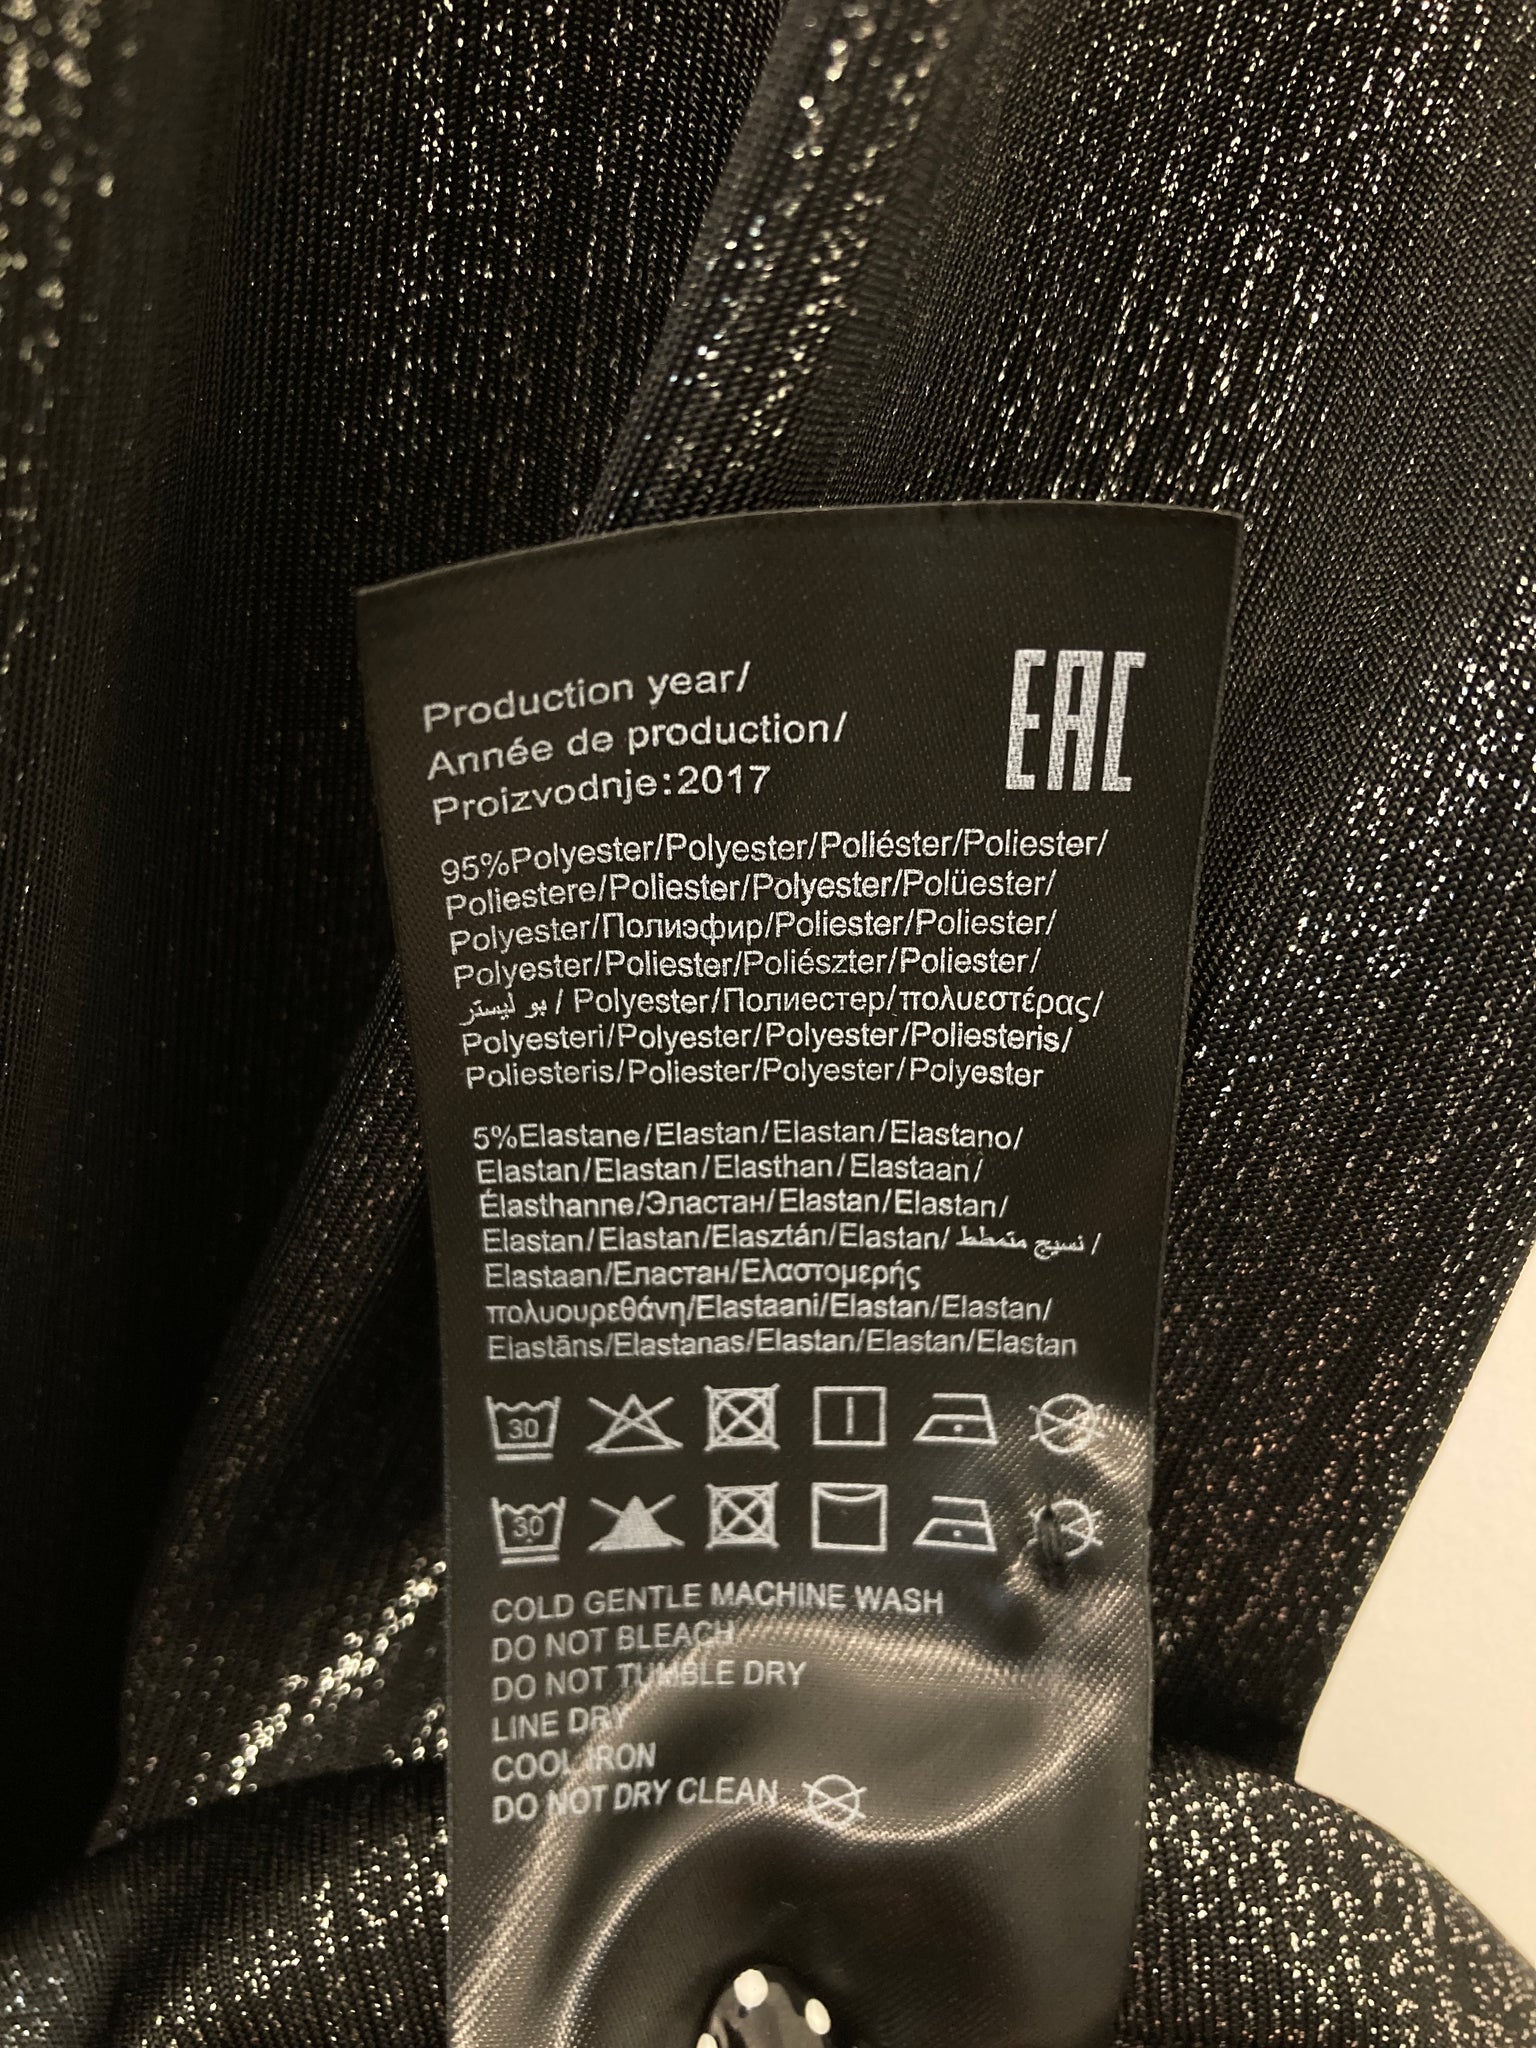 Production year/
Année de production/
Proizvodnje:2017
EAC
95%Polyester/Polyester/Poliéster/Poliester/
Poliestere/Poliester/Polyester/Polüester/
Polyester/Полиэфир/Poliester/Poliester/
Polyester/Poliester/Poliészter/Poliester/
بو ليستر / Polyester/Полиестер/πολυεστέρας/
Polyesteri/Polyester/Polyester/Poliesteris/
Poliesteris/Poliester/Polyester/Polyester
5%Elastane/Elastan/Elastan/Elastano/
Elastan/Elastan/Elasthan/Elastaan/
Élasthanne/Эластан/Elastan/Elastan/
Elastan/Elastan/Elasztán/Elastan/ نسيج متمطط /
Elastaan/Еластан/Ελαστομερής
πολυουρεθάνη/Elastaani/Elastan/Elastan/
Elastāns/Elastanas/Elastan/Elastan/Elastan
30
30
COLD GENTLE MACHINE WASH
DO NOT BLEACH
DO NOT TUMBLE DRY
LINE DRY
COOL IRON
DO NOT DRY CLEAN